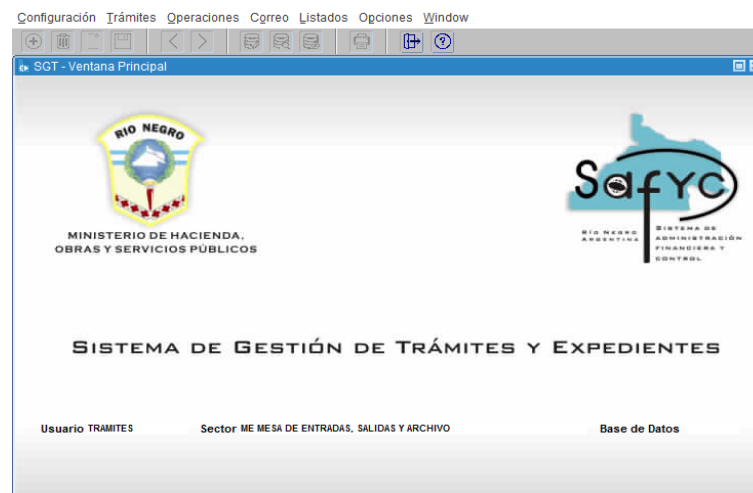 Configuración Trámites Operaciones Correo Listados Opciones Window
SGT - Ventana Principal
RIO NEGRO
SafyC
MINISTERIO DE HACIENDA,
OBRAS Y SERVICIOS PÚBLICOS
RÍO NEGRO
ARGENTINA
SISTEMA DE
ADMINISTRACIÓN
FINANCIERA Y
CONTROL
SISTEMA DE GESTIÓN DE TRÁMITES Y EXPEDIENTES
Usuario TRAMITES Sector ME MESA DE ENTRADAS, SALIDAS Y ARCHIVO Base de Datos